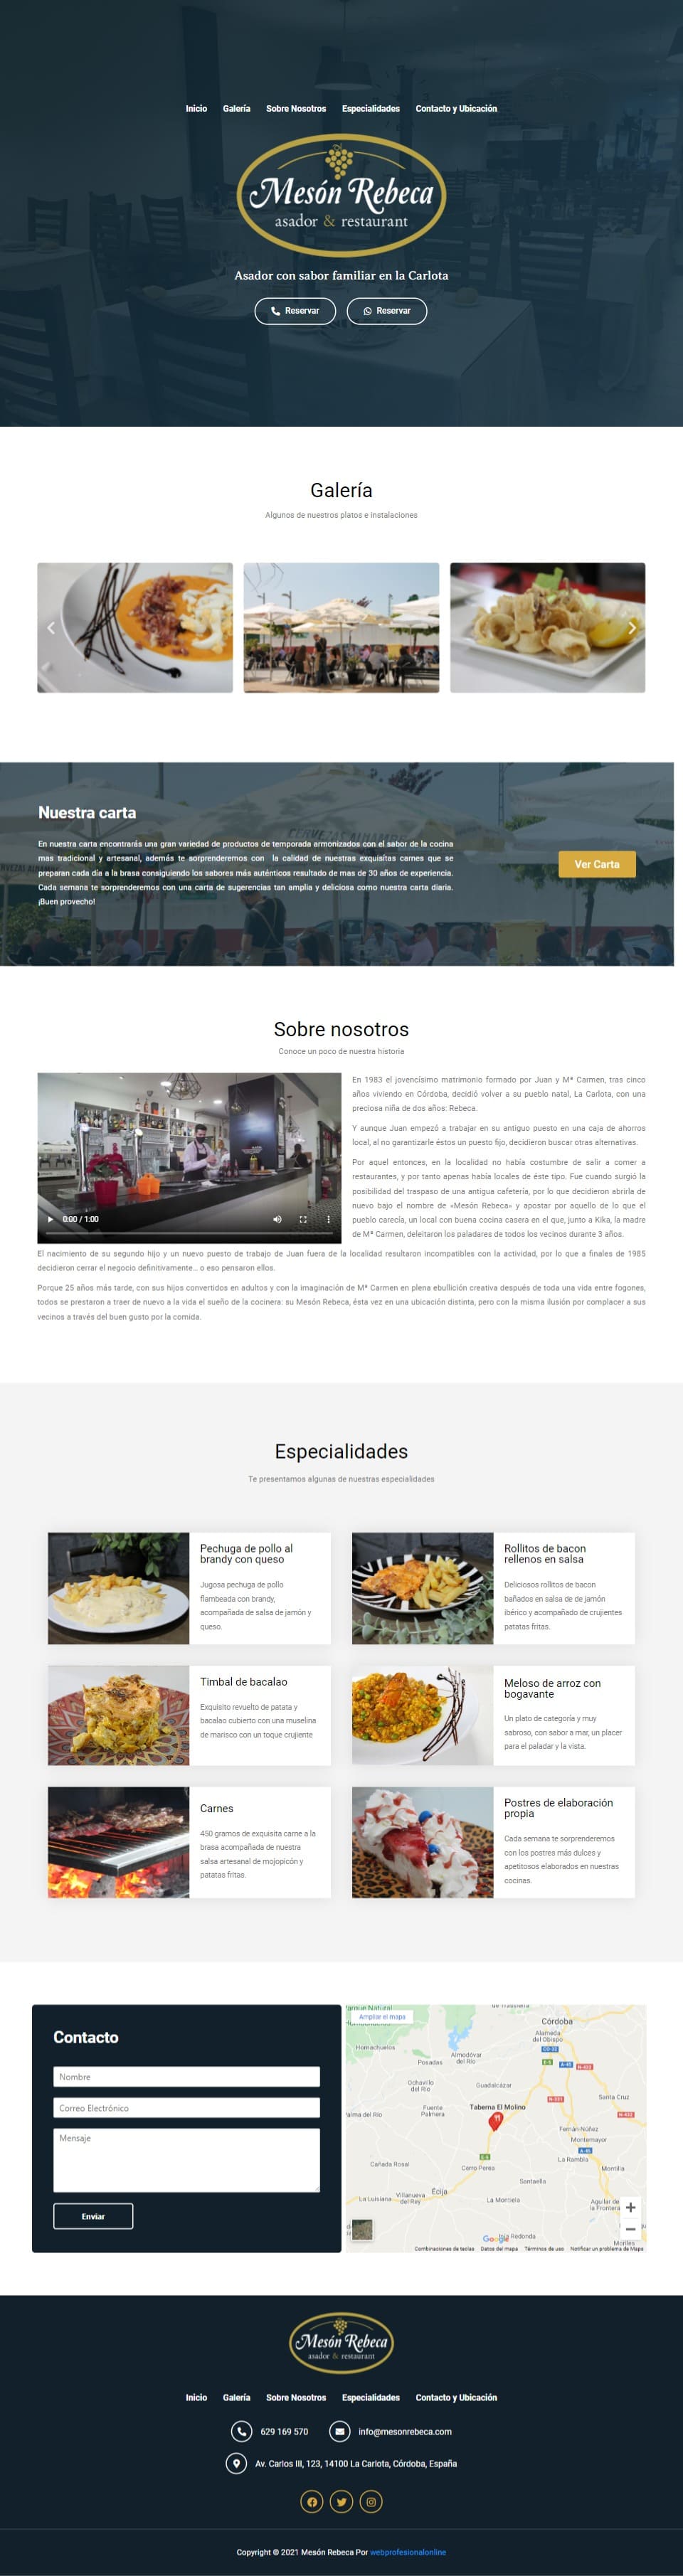 Inicio Galería Sobre Nosotros Especialidades Contacto y Ubicación
Mesón Rebeca
asador & restaurant
Asador con sabor familiar en la Carlota
Reservar Reservar
Galería
Algunos de nuestros platos e instalaciones
Nuestra carta
En nuestra carta encontrarás una gran variedad de productos de temporada armonizados con el sabor de la cocina
mas tradicional y artesanal, además te sorprenderemos con la calidad de nuestras exquisitas carnes que se
preparan cada día a la brasa consiguiendo los sabores más auténticos resultado de mas de 30 años de experiencia.
Cada semana te sorprenderemos con una carta de sugerencias tan amplia y deliciosa como nuestra carta diaria.
¡Buen provecho!
Ver Carta
Sobre nosotros
Conoce un poco de nuestra historia
0:00 / 1:00
En 1983 el jovencísimo matrimonio formado por Juan y Mª Carmen, tras cinco
años viviendo en Córdoba, decidió volver a su pueblo natal, La Carlota, con una
preciosa niña de dos años: Rebeca.
Y aunque Juan empezó a trabajar en su antiguo puesto en una caja de ahorros
local, al no garantizarle éstos un puesto fijo, decidieron buscar otras alternativas.
Por aquel entonces, en la localidad no había costumbre de salir a comer a
restaurantes, y por tanto apenas había locales de éste tipo. Fue cuando surgió la
posibilidad del traspaso de una antigua cafetería, por lo que decidieron abrirla de
nuevo bajo el nombre de «Mesón Rebeca» y apostar por aquello de lo que el
pueblo carecía, un local con buena cocina casera en el que, junto a Kika, la madre
de Mª Carmen, deleitaron los paladares de todos los vecinos durante 3 años.
El nacimiento de su segundo hijo y un nuevo puesto de trabajo de Juan fuera de la localidad resultaron incompatibles con la actividad, por lo que a finales de 1985
decidieron cerrar el negocio definitivamente… o eso pensaron ellos.
Porque 25 años más tarde, con sus hijos convertidos en adultos y con la imaginación de Mª Carmen en plena ebullición creativa después de toda una vida entre fogones,
todos se prestaron a traer de nuevo a la vida el sueño de la cocinera: su Mesón Rebeca, ésta vez en una ubicación distinta, pero con la misma ilusión por complacer a sus
vecinos a través del buen gusto por la comida.
Especialidades
Te presentamos algunas de nuestras especialidades
Pechuga de pollo al
brandy con queso
Jugosa pechuga de pollo
flambeada con brandy,
acompañada de salsa de jamón y
queso.
Rollitos de bacon
rellenos en salsa
Deliciosos rollitos de bacon
bañados en salsa de de jamón
ibérico y acompañado de crujientes
patatas fritas.
Timbal de bacalao
Exquisito revuelto de patata y
bacalao cubierto con una muselina
de marisco con un toque crujiente
Meloso de arroz con
bogavante
Un plato de categoría y muy
sabroso, con sabor a mar, un placer
para el paladar y la vista.
Carnes
450 gramos de exquisita carne a la
brasa acompañada de nuestra
salsa artesanal de mojopicón y
patatas fritas.
Postres de elaboración
propia
Cada semana te sorprenderemos
con los postres más dulces y
apetitosos elaborados en nuestras
cocinas.
Contacto
Nombre
Correo Electrónico
Mensaje
Enviar
Ampliar el mapa
Córdoba
Alameda
del Obispo
Hornachuelos
Posadas
Almodóvar
del Río
Ochavillo
del Río
Guadalcázar
Santa Cruz
Fuente
Palmera
Taberna El Molino
Palma del Río
Fernán-Núñez
Montemayor
La Rambla
Cañada Rosal
Cerro Perea
Montilla
Santaella
Écija
La Luisiana
Villanueva
del Rey
La Montiela
Aguilar de
la Frontera
Google
Isla Redonda
Moriles
Combinaciones de teclas Datos del mapa Términos de uso Notificar un problema de Maps
Mesón Rebeca
asador & restaurant
Inicio Galería Sobre Nosotros Especialidades Contacto y Ubicación
629 169 570 info@mesonrebeca.com
Av. Carlos III, 123, 14100 La Carlota, Córdoba, España
Copyright © 2021 Mesón Rebeca Por webprofesionalonline